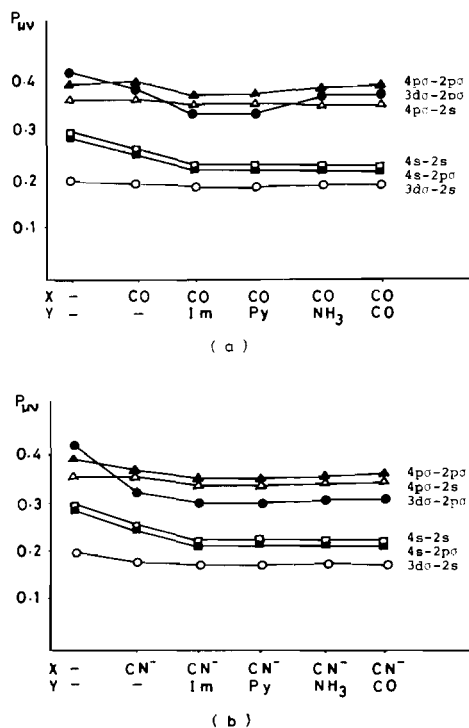 Pμν
0.4
0.3
0.2
0.1
4pσ-2pσ
3dσ-2pσ
4pσ-2s
4s-2s
4s-2pσ
3dσ-2s
X - CO CO CO CO CO
Y - - Im Py NH3 CO
(a)
Pμν
0.4
0.3
0.2
0.1
4pσ-2pσ
4pσ-2s
3dσ-2pσ
4s-2s
4s-2pσ
3dσ-2s
X - CN⁻ CN⁻ CN⁻ CN⁻ CN⁻
Y - - Im Py NH3 CO
(b)